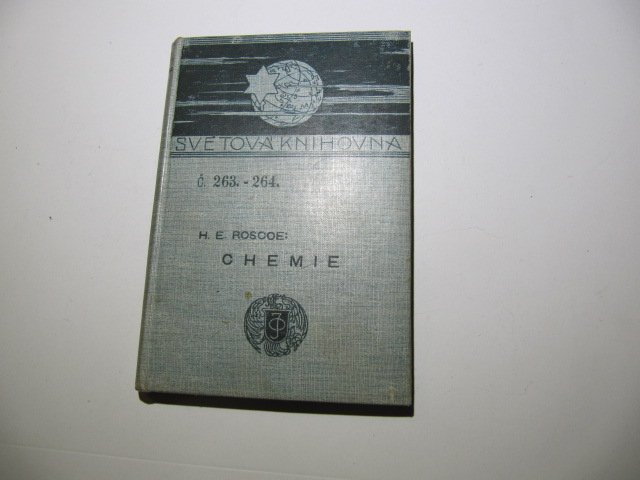 SVĚTOVÁ KNIHOVNA
Č. 263.-264.
H. E. ROSCOE:
CHEMIE